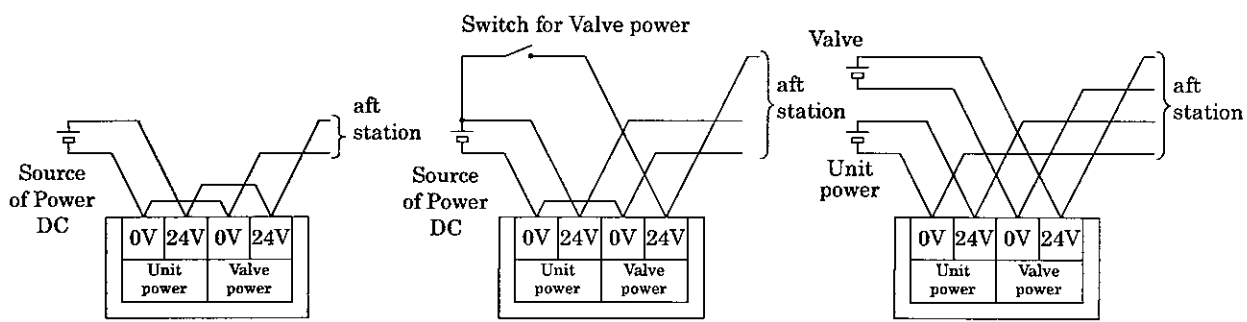 aft
station
Source
of Power
DC
0V 24V 0V 24V
Unit
power
Valve
power
Switch for Valve power
aft
station
Source
of Power
DC
0V 24V 0V 24V
Unit
power
Valve
power
Valve
Unit
power
aft
station
0V 24V 0V 24V
Unit
power
Valve
power